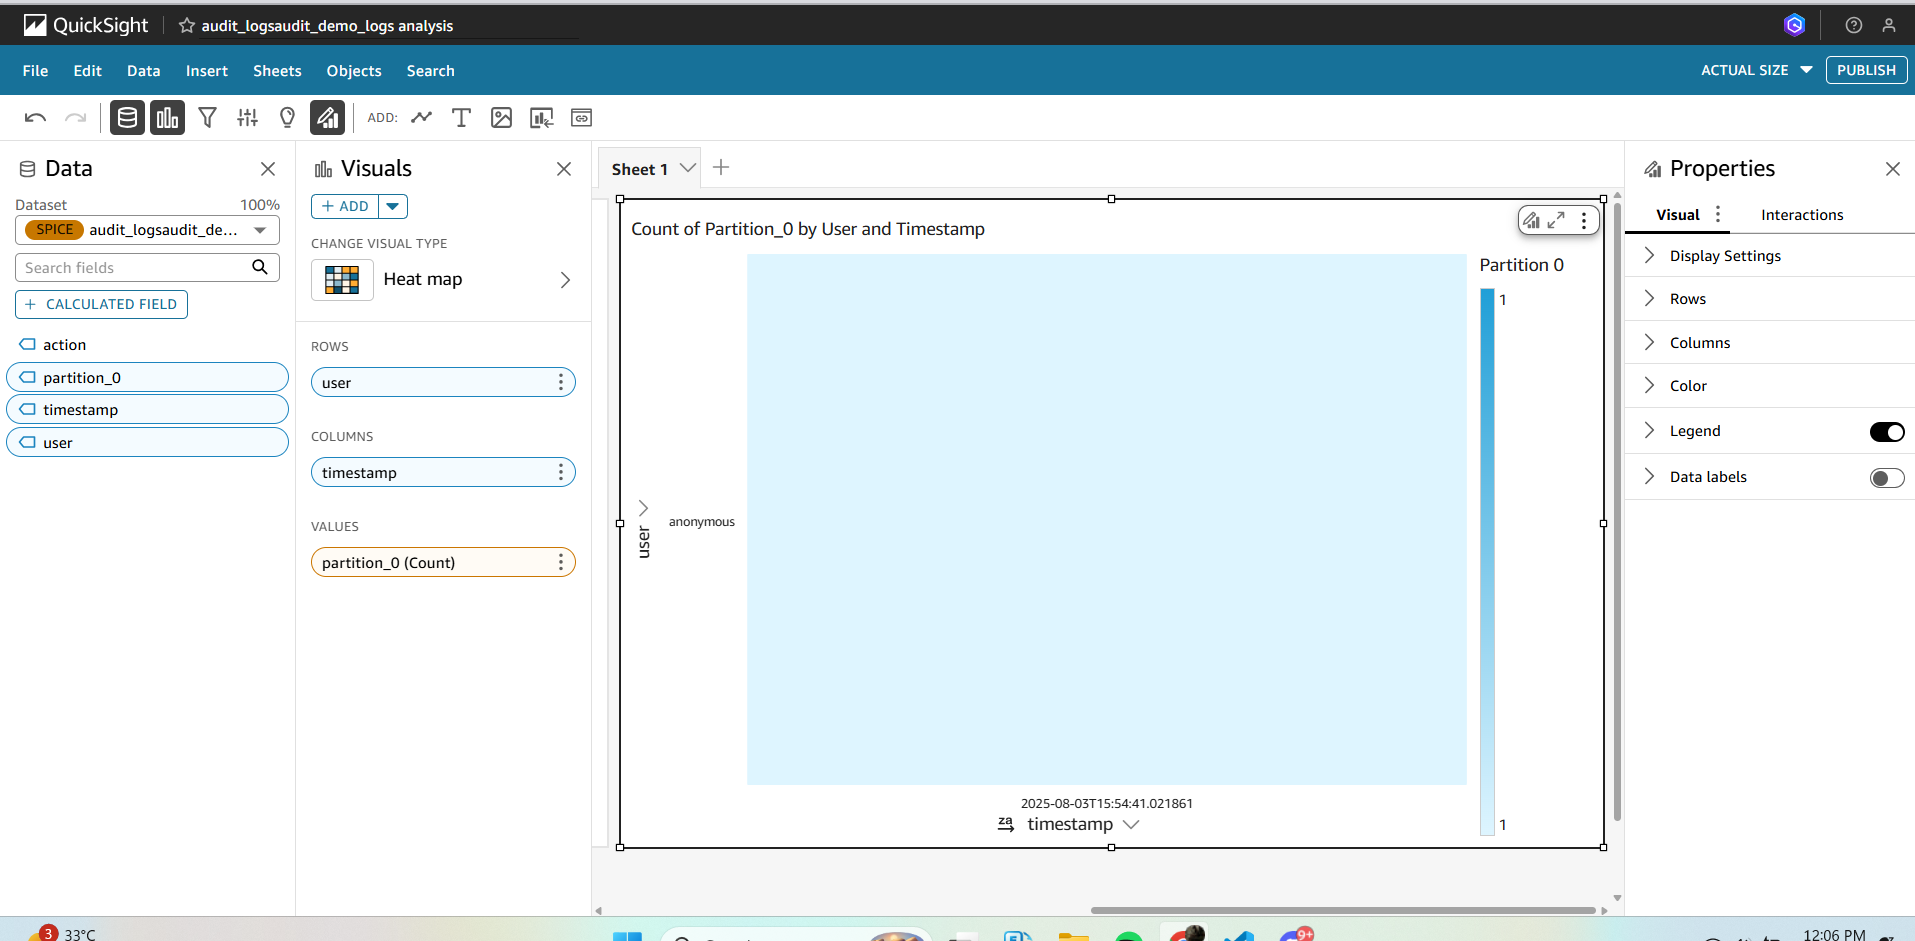 QuickSight
audit_logsaudit_demo_logs analysis
File Edit Data Insert Sheets Objects Search
ACTUAL SIZE
PUBLISH
ADD:
Data
Dataset 100%
SPICE audit_logsaudit_de...
Search fields
+ CALCULATED FIELD
action
partition_0
timestamp
user
Visuals
+ ADD
CHANGE VISUAL TYPE
Heat map
ROWS
user
COLUMNS
timestamp
VALUES
partition_0 (Count)
Sheet 1
Count of Partition_0 by User and Timestamp
user
anonymous
2025-08-03T15:54:41.021861
za timestamp
Partition 0
1
1
Properties
Visual Interactions
Display Settings
Rows
Columns
Color
Legend
Data labels
3 33°C
9+
12:06 PM